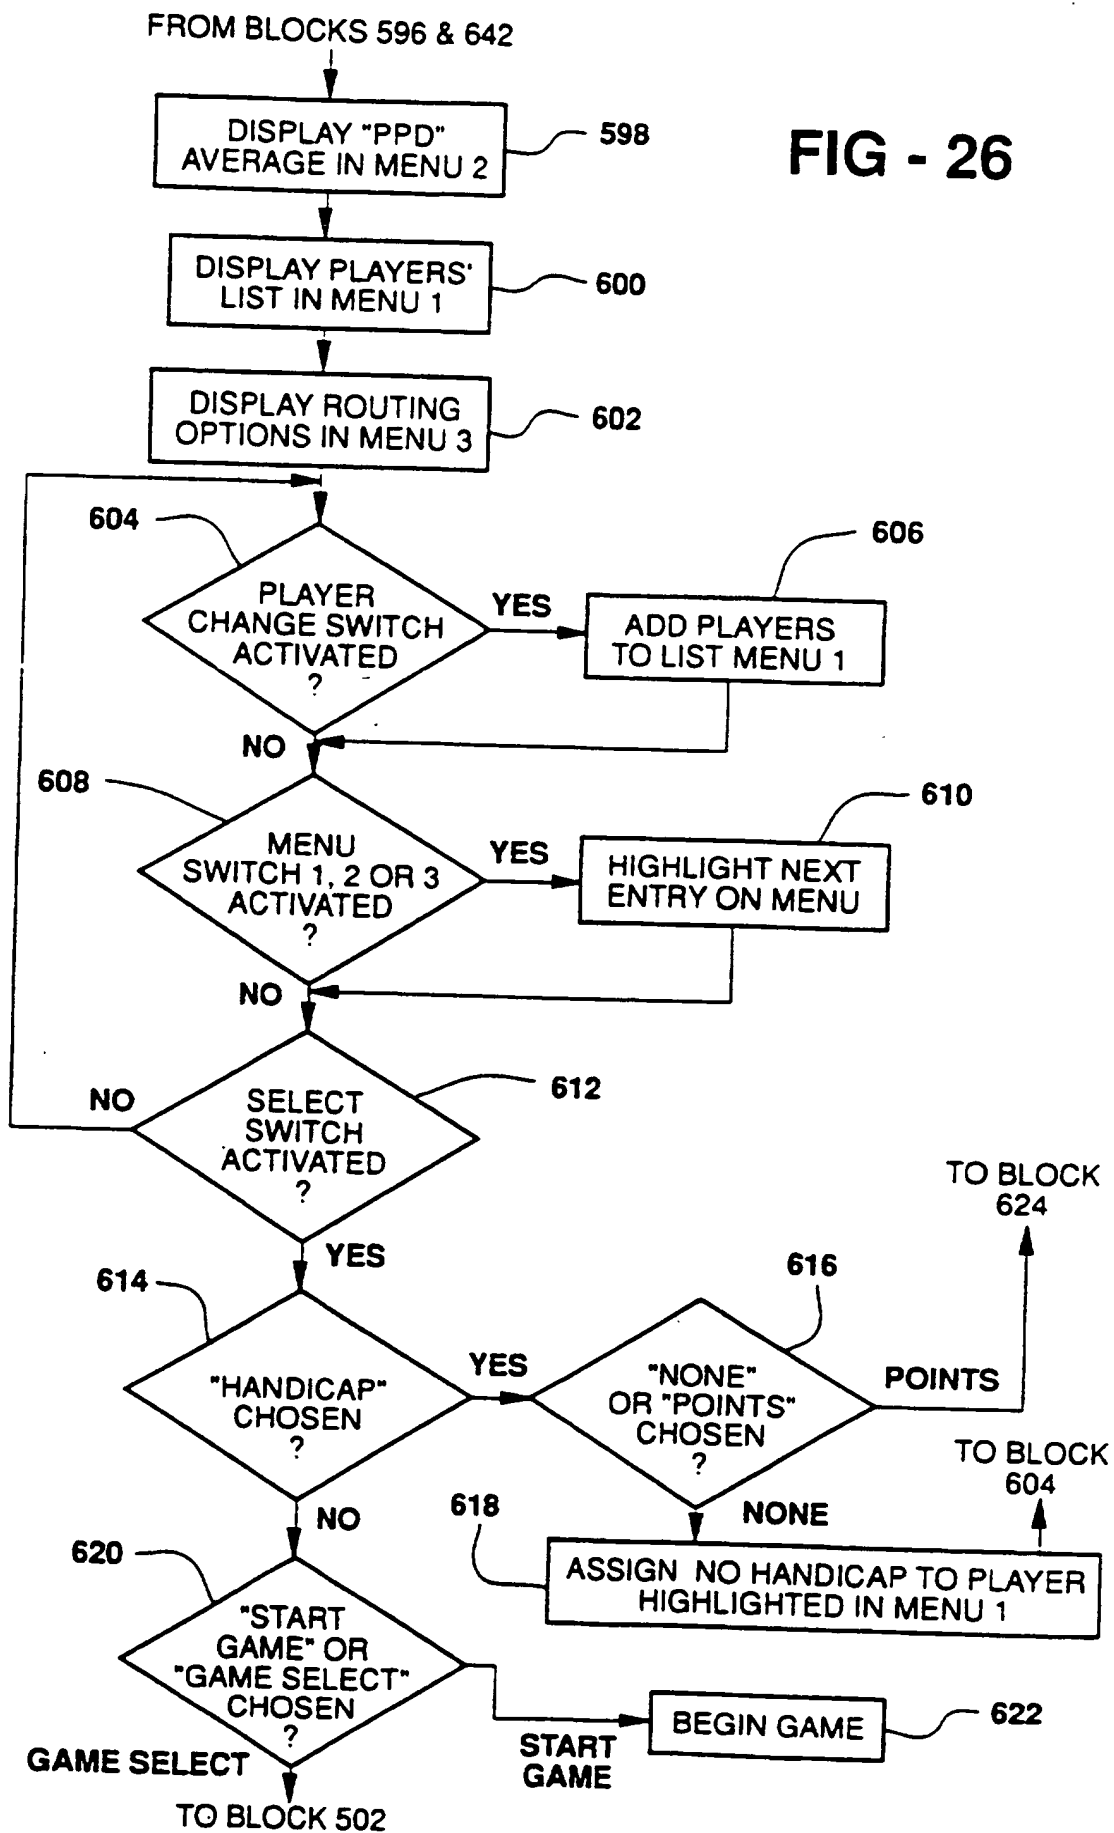 FROM BLOCKS 596 & 642
DISPLAY "PPD"
AVERAGE IN MENU 2
598
FIG - 26
DISPLAY PLAYERS'
LIST IN MENU 1
600
DISPLAY ROUTING
OPTIONS IN MENU 3
602
604
PLAYER
CHANGE SWITCH
ACTIVATED
?
YES
606
ADD PLAYERS
TO LIST MENU 1
NO
608
MENU
SWITCH 1, 2 OR 3
ACTIVATED
?
YES
610
HIGHLIGHT NEXT
ENTRY ON MENU
NO
612
SELECT
SWITCH
ACTIVATED
?
NO
YES
TO BLOCK
624
614
"HANDICAP"
CHOSEN
?
YES
616
"NONE"
OR "POINTS"
CHOSEN
?
POINTS
TO BLOCK
604
NO
NONE
618
ASSIGN NO HANDICAP TO PLAYER
HIGHLIGHTED IN MENU 1
620
"START
GAME" OR
"GAME SELECT"
CHOSEN
?
START
GAME
BEGIN GAME
622
GAME SELECT
TO BLOCK 502